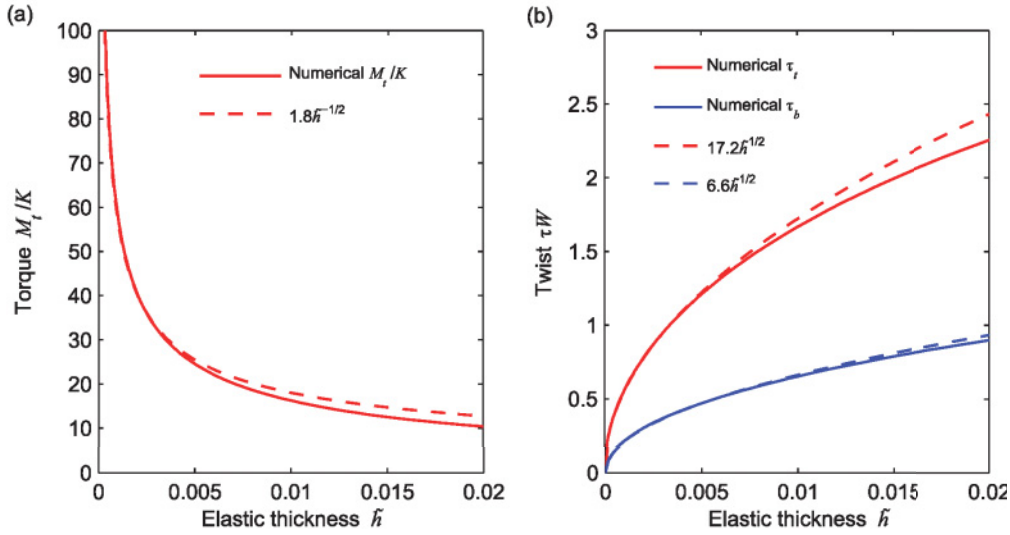 (a)
100
90
80
70
60
50
40
30
20
10
0
Torque M_t/K
Numerical M_t/K
1.8h̃^{-1/2}
0
0.005
0.01
0.015
0.02
Elastic thickness h̃
(b)
3
2.5
2
1.5
1
0.5
0
Twist τW
Numerical τ_t
Numerical τ_b
17.2h̃^{1/2}
6.6h̃^{1/2}
0
0.005
0.01
0.015
0.02
Elastic thickness h̃